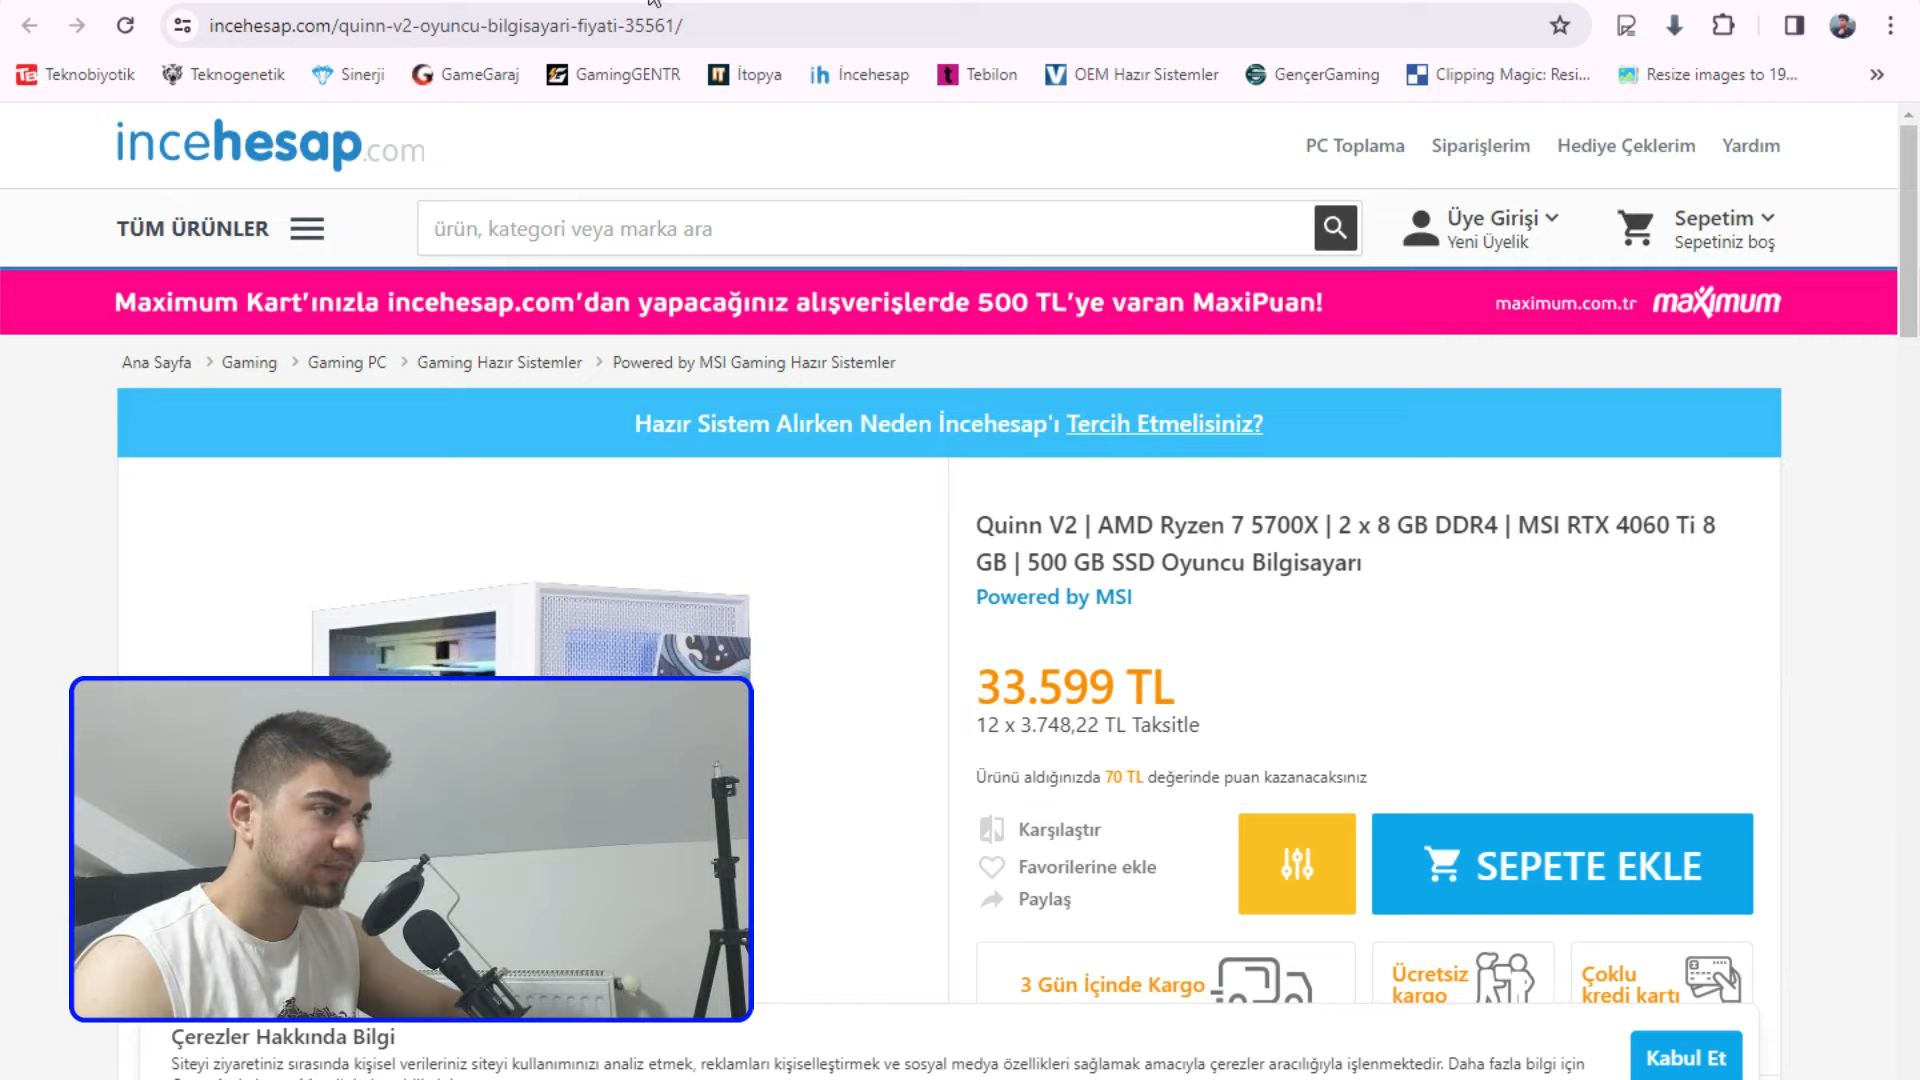 incehesap.com/quinn-v2-oyuncu-bilgisayari-fiyati-35561/
Teknobiyotik Teknogenetik Sinerji GameGaraj GamingGENTR İtopya İncehesap Tebilon OEM Hazır Sistemler GençerGaming Clipping Magic: Resi... Resize images to 19...
incehesap.com
PC Toplama Siparişlerim Hediye Çeklerim Yardım
TÜM ÜRÜNLER
ürün, kategori veya marka ara
Üye Girişi
Yeni Üyelik
Sepetim
Sepetiniz boş
Maximum Kart'ınızla incehesap.com'dan yapacağınız alışverişlerde 500 TL'ye varan MaxiPuan!
maximum.com.tr maximum
Ana Sayfa > Gaming > Gaming PC > Gaming Hazır Sistemler > Powered by MSI Gaming Hazır Sistemler
Hazır Sistem Alırken Neden İncehesap'ı Tercih Etmelisiniz?
Quinn V2 | AMD Ryzen 7 5700X | 2 x 8 GB DDR4 | MSI RTX 4060 Ti 8
GB | 500 GB SSD Oyuncu Bilgisayarı
Powered by MSI
33.599 TL
12 x 3.748,22 TL Taksitle
Ürünü aldığınızda 70 TL değerinde puan kazanacaksınız
Karşılaştır
Favorilerine ekle
Paylaş
SEPETE EKLE
3 Gün İçinde Kargo
Ücretsiz
kargo
Çoklu
kredi kartı
Çerezler Hakkında Bilgi
Siteyi ziyaretiniz sırasında kişisel verileriniz siteyi kullanımınızı analiz etmek, reklamları kişiselleştirmek ve sosyal medya özellikleri sağlamak amacıyla çerezler aracılığıyla işlenmektedir. Daha fazla bilgi için
Kabul Et